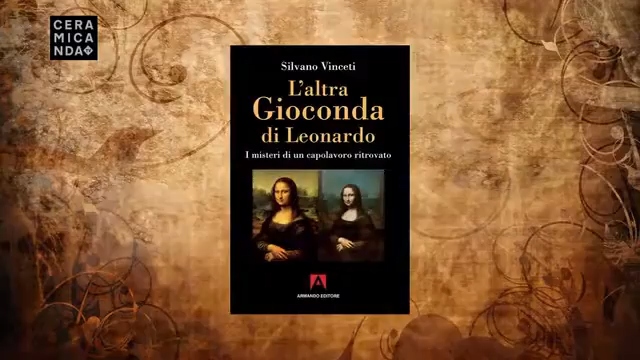 CERA
MICA
NDA
Silvano Vinceti
L'altra
Gioconda
di Leonardo
I misteri di un capolavoro ritrovato
A
ARMANDO EDITORE